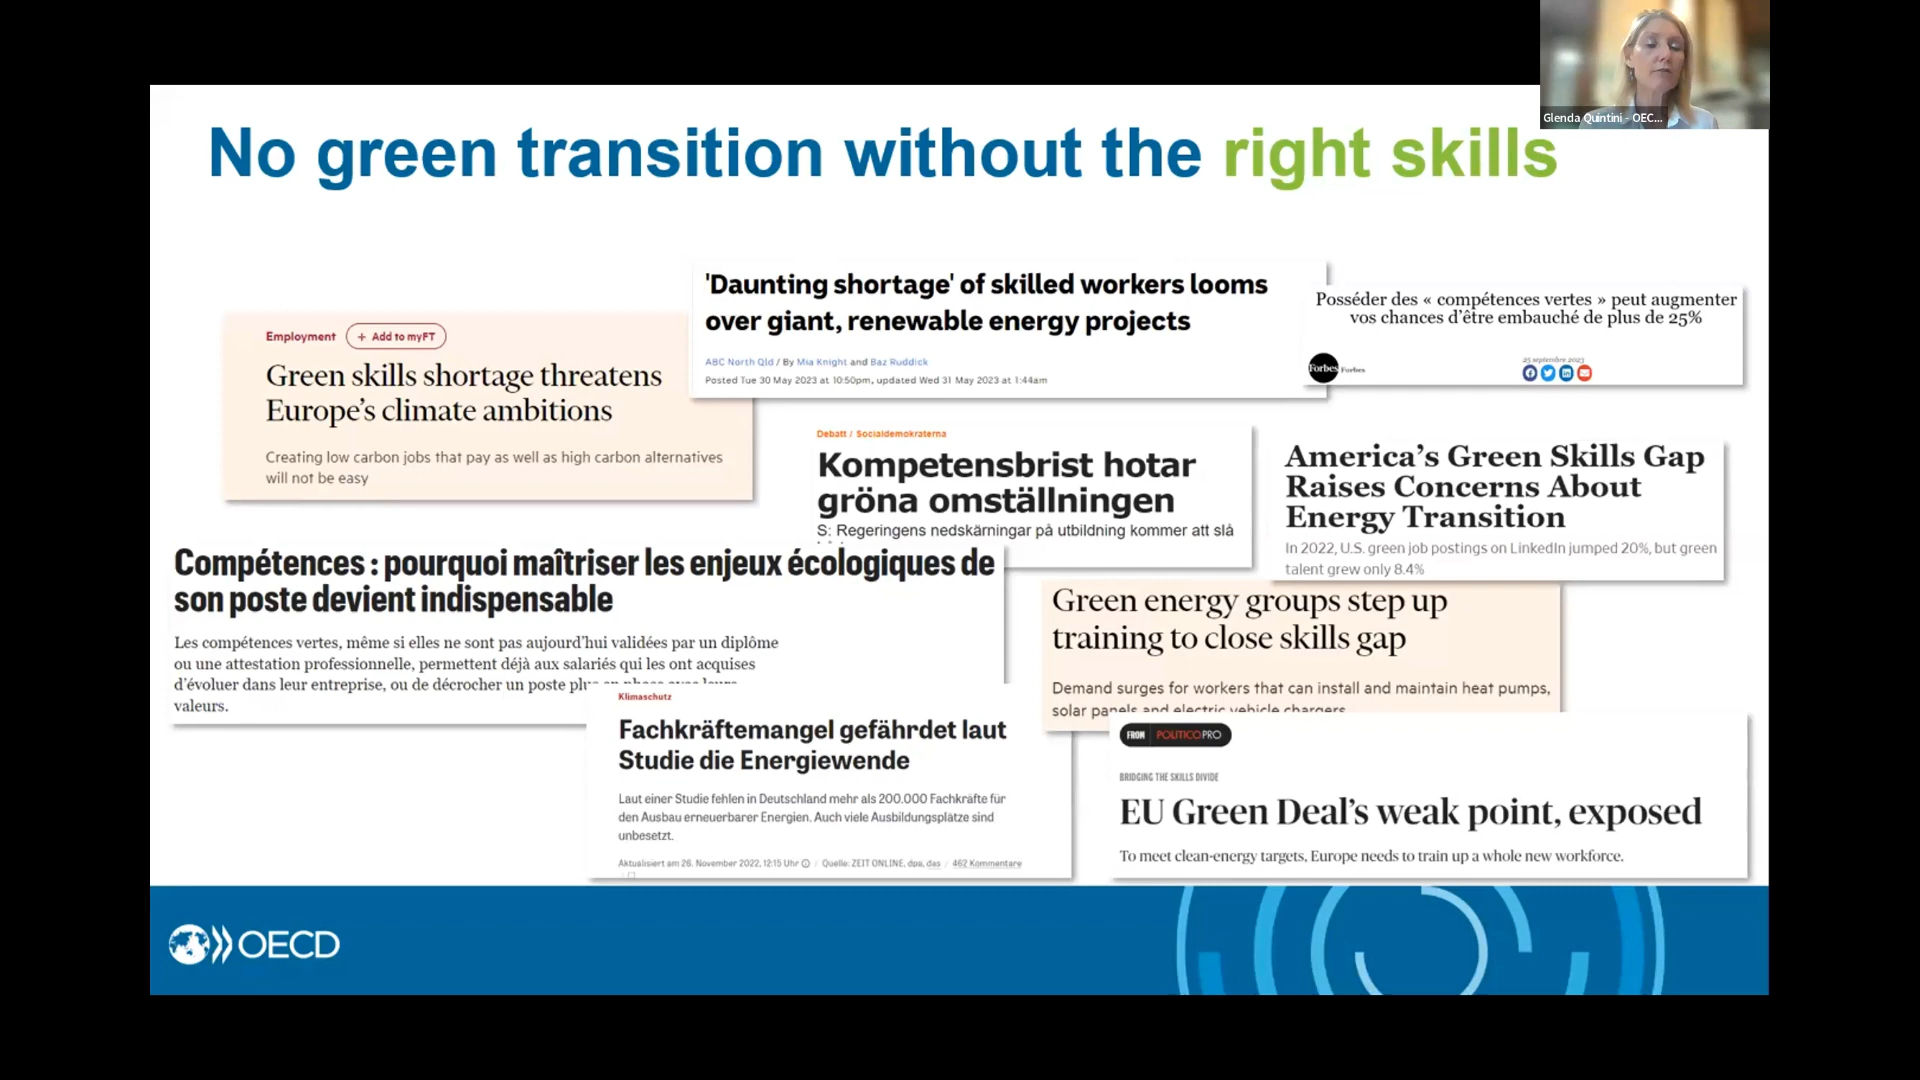 Glenda Quintini - OEC...
No green transition without the right skills
'Daunting shortage' of skilled workers looms
over giant, renewable energy projects
ABC North Qld / By Mia Knight and Baz Ruddick
Posted Tue 30 May 2023 at 10:50pm, updated Wed 31 May 2023 at 1:44am
Posséder des « compétences vertes » peut augmenter
vos chances d'être embauché de plus de 25%
Forbes Forbes
25 septembre 2023
Employment + Add to myFT
Green skills shortage threatens
Europe's climate ambitions
Creating low carbon jobs that pay as well as high carbon alternatives
will not be easy
Debatt / Socialdemokraterna
Kompetensbrist hotar
gröna omställningen
S: Regeringens nedskärningar på utbildning kommer att slå
America's Green Skills Gap
Raises Concerns About
Energy Transition
In 2022, U.S. green job postings on LinkedIn jumped 20%, but green
talent grew only 8.4%
Compétences : pourquoi maîtriser les enjeux écologiques de
son poste devient indispensable
Les compétences vertes, même si elles ne sont pas aujourd'hui validées par un diplôme
ou une attestation professionnelle, permettent déjà aux salariés qui les ont acquises
d'évoluer dans leur entreprise, ou de décrocher un poste plus en phase avec leurs
valeurs.
Green energy groups step up
training to close skills gap
Demand surges for workers that can install and maintain heat pumps,
solar panels and electric vehicle chargers
Klimaschutz
Fachkräftemangel gefährdet laut
Studie die Energiewende
Laut einer Studie fehlen in Deutschland mehr als 200.000 Fachkräfte für
den Ausbau erneuerbarer Energien. Auch viele Ausbildungsplätze sind
unbesetzt.
Aktualisiert am 26. November 2022, 12:15 Uhr / Quelle: ZEIT ONLINE, dpa, das / 462 Kommentare
FROM POLITICO PRO
BRIDGING THE SKILLS DIVIDE
EU Green Deal's weak point, exposed
To meet clean-energy targets, Europe needs to train up a whole new workforce.
OECD